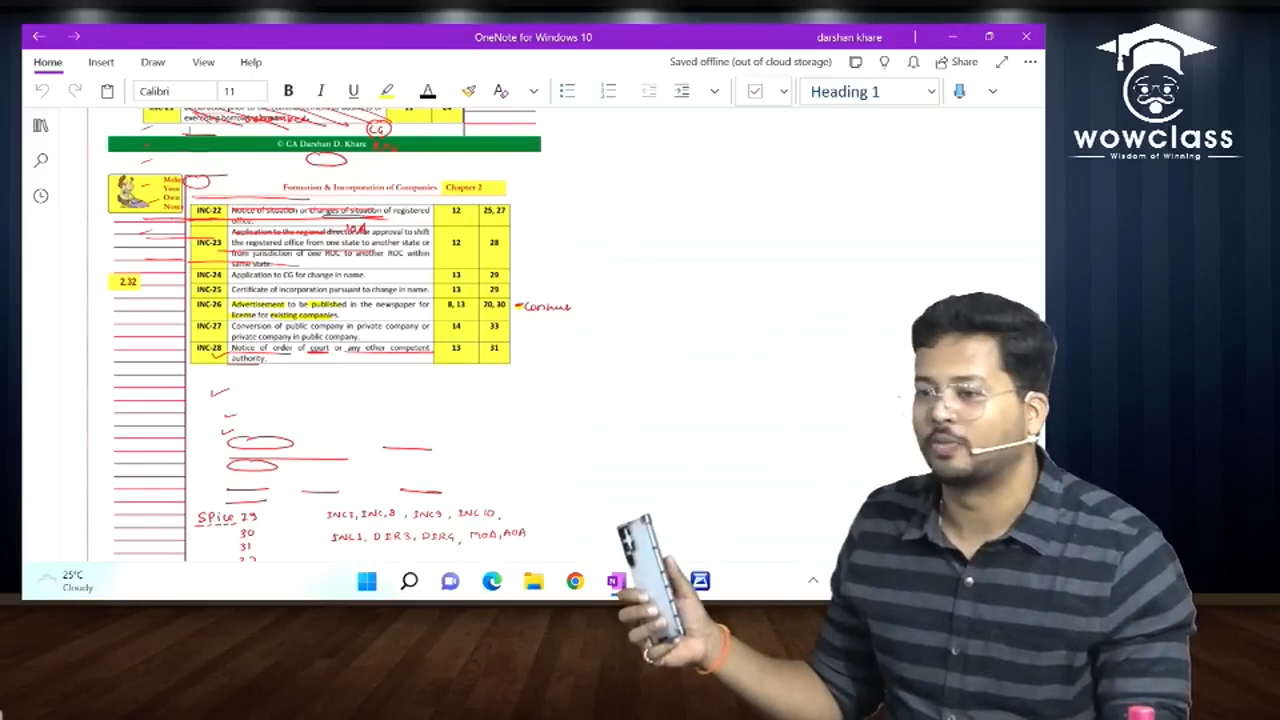 OneNote for Windows 10
darshan khare
Home Insert Draw View Help
Saved offline (out of cloud storage)
Share
Calibri 11 B I U A Heading 1
wowclass
Wisdom of Winning
© CA Darshan D. Khare
CG
Make
Your
Own
Notes
Formation & Incorporation of Companies Chapter 2
INC-22 Notice of situation or changes of situation of registered office. 12 25, 27
INC-23 Application to the regional director for approval to shift
the registered office from one state to another state or 12 28
from jurisdiction of one ROC to another ROC within
same state.
2.32
INC-24 Application to CG for change in name. 13 29
INC-25 Certificate of incorporation pursuant to change in name. 13 29
INC-26 Advertisement to be published in the newspaper for 8, 13 20, 30
license for existing companies.
INC-27 Conversion of public company in private company or 14 33
private company in public company.
INC-28 Notice of order of court or any other competent 13 31
authority.
SPice 29
30
31
INC7, INC8, INC9, INC10,
INC1, DIR3, DIR4, MOA, AOA
25°C
Cloudy